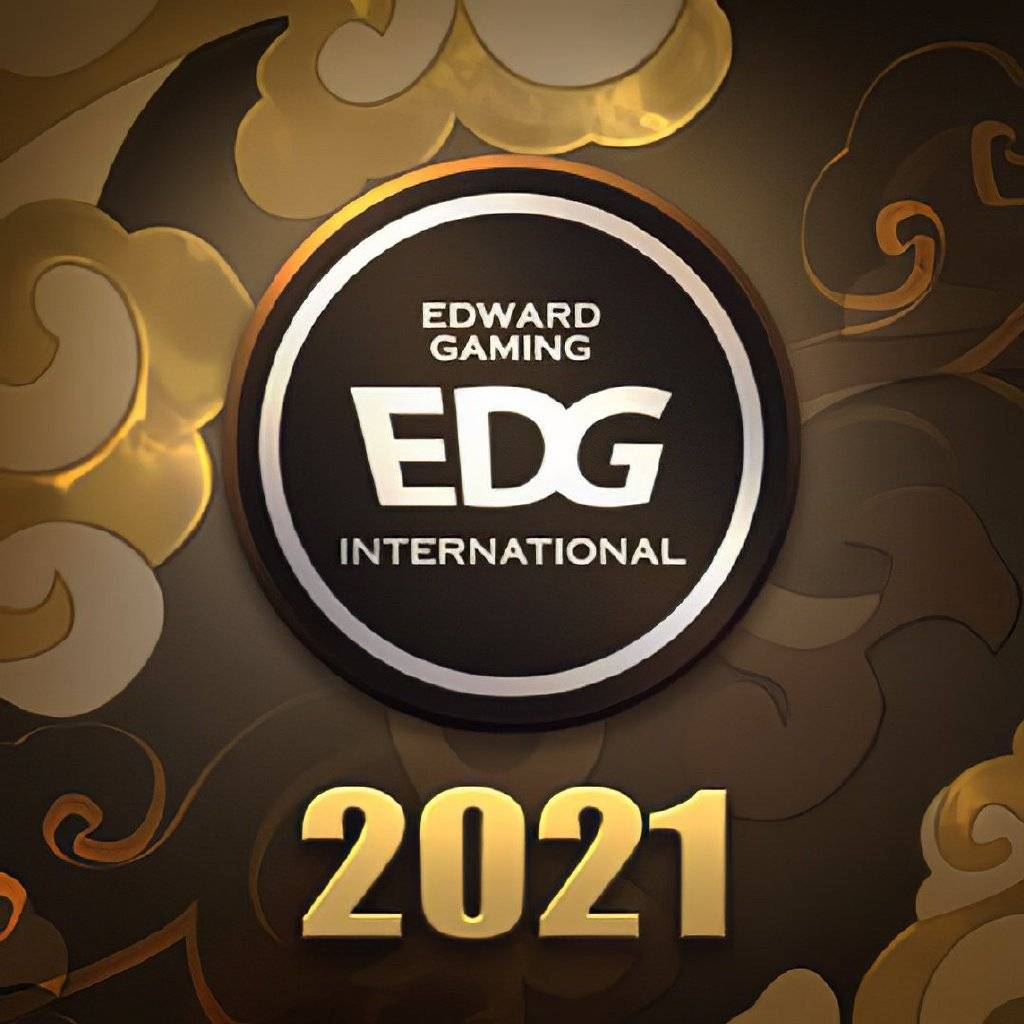 EDWARD
GAMING
EDG
INTERNATIONAL
2021